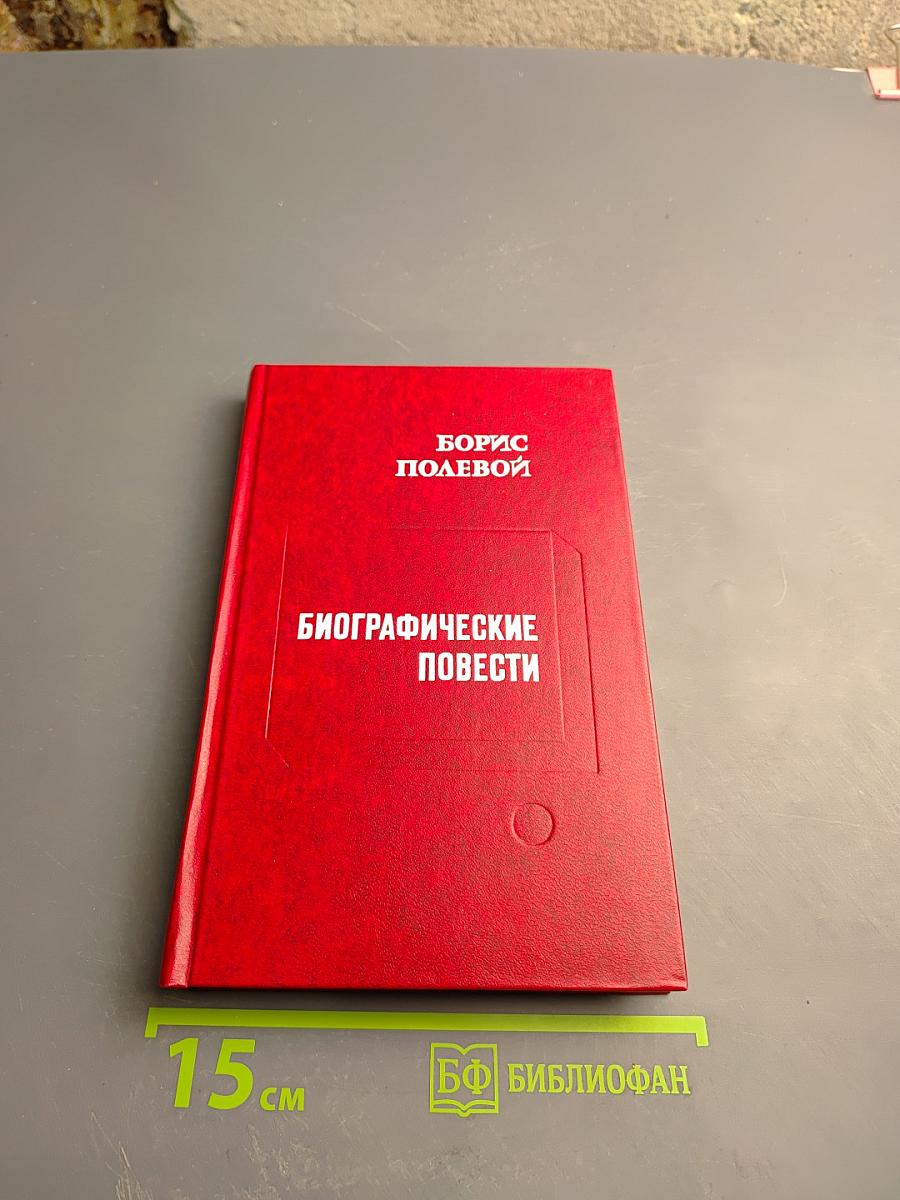 БОРИС
ПОЛЕВОЙ
БИОГРАФИЧЕСКИЕ
ПОВЕСТИ
15 см
БФ БИБЛИОФАН